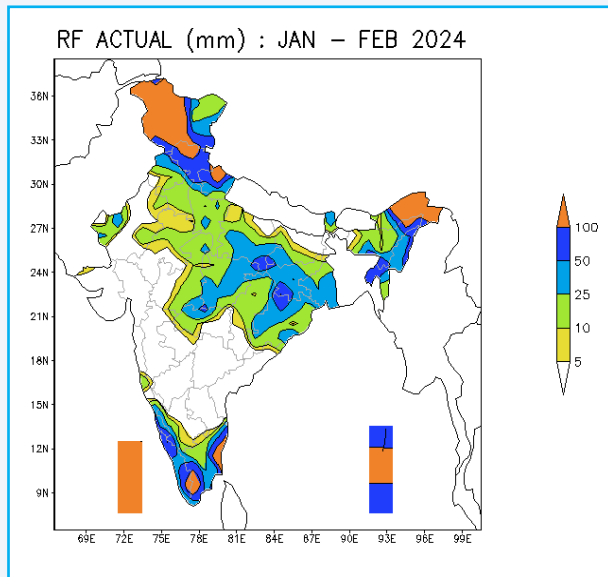 RF ACTUAL (mm) : JAN – FEB 2024
36N
33N
30N
27N
24N
21N
18N
15N
12N
9N
69E 72E 75E 78E 81E 84E 87E 90E 93E 96E 99E
100
50
25
10
5